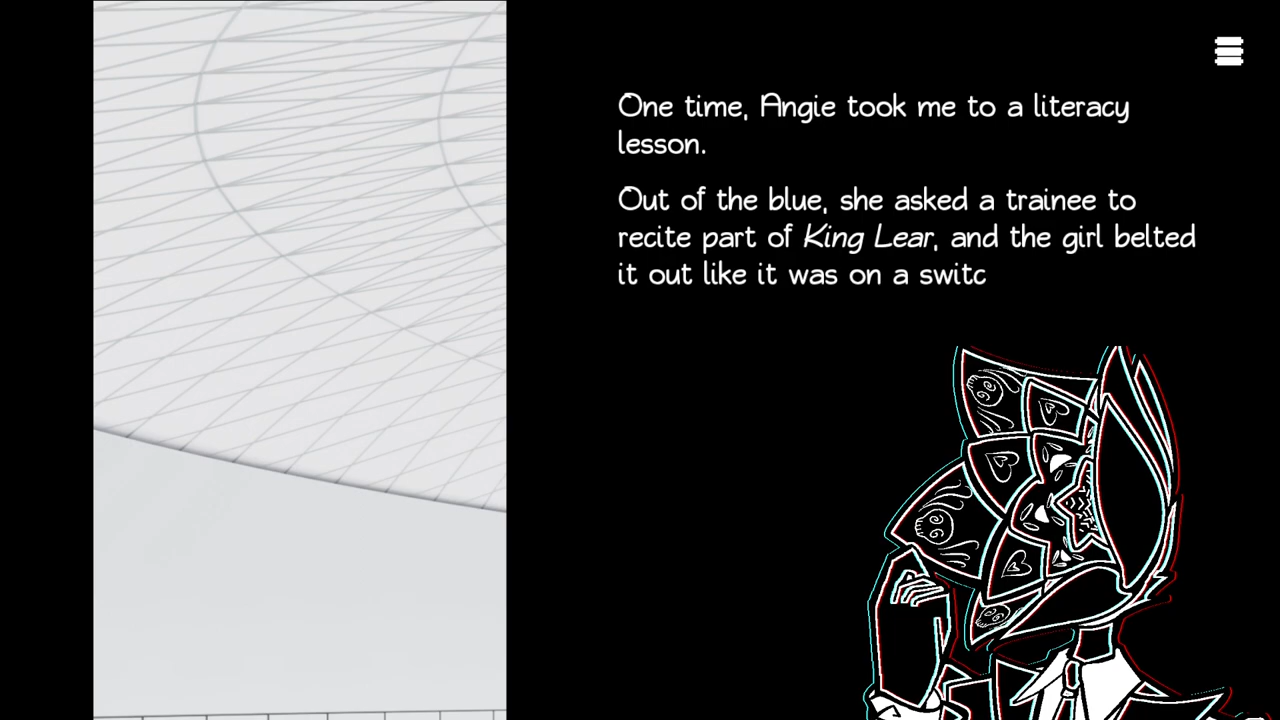 One time, Angie took me to a literacy
lesson.
Out of the blue, she asked a trainee to
recite part of King Lear, and the girl belted
it out like it was on a switc